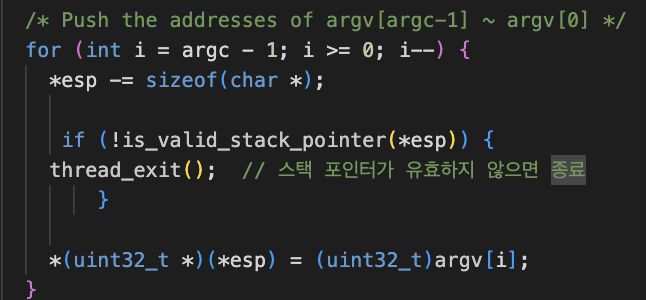 /* Push the addresses of argv[argc-1] ~ argv[0] */
for (int i = argc - 1; i >= 0; i--) {
*esp -= sizeof(char *);
if (!is_valid_stack_pointer(*esp)) {
thread_exit(); // 스택 포인터가 유효하지 않으면 종료
}
*(uint32_t *)(*esp) = (uint32_t)argv[i];
}